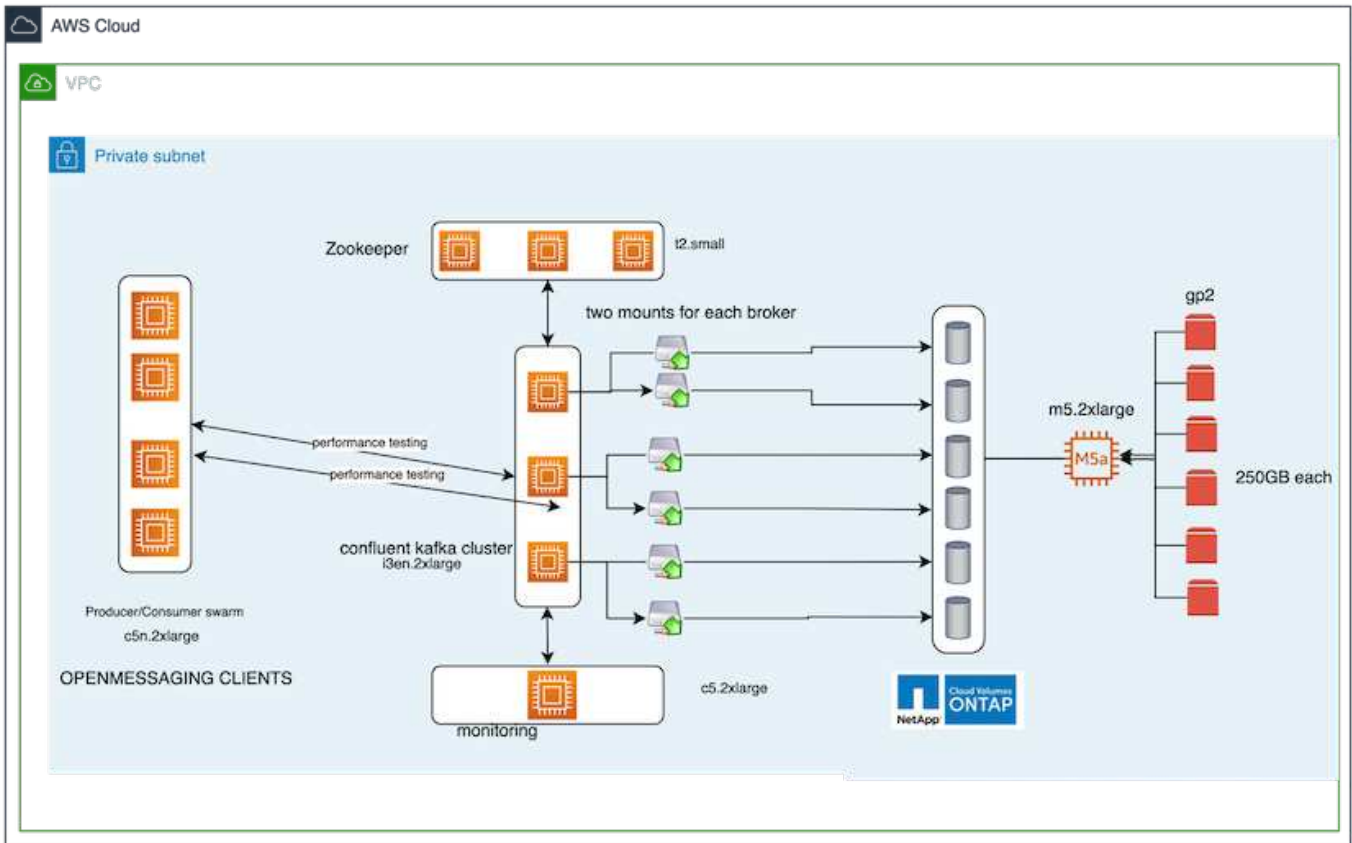 AWS Cloud
VPC
Private subnet
Zookeeper
t2.small
two mounts for each broker
gp2
m5.2xlarge
M5a
250GB each
performance testing
performance testing
confluent kafka cluster
i3en.2xlarge
Producer/Consumer swarm
c5n.2xlarge
OPENMESSAGING CLIENTS
c5.2xlarge
monitoring
NetApp
Cloud Volumes
ONTAP